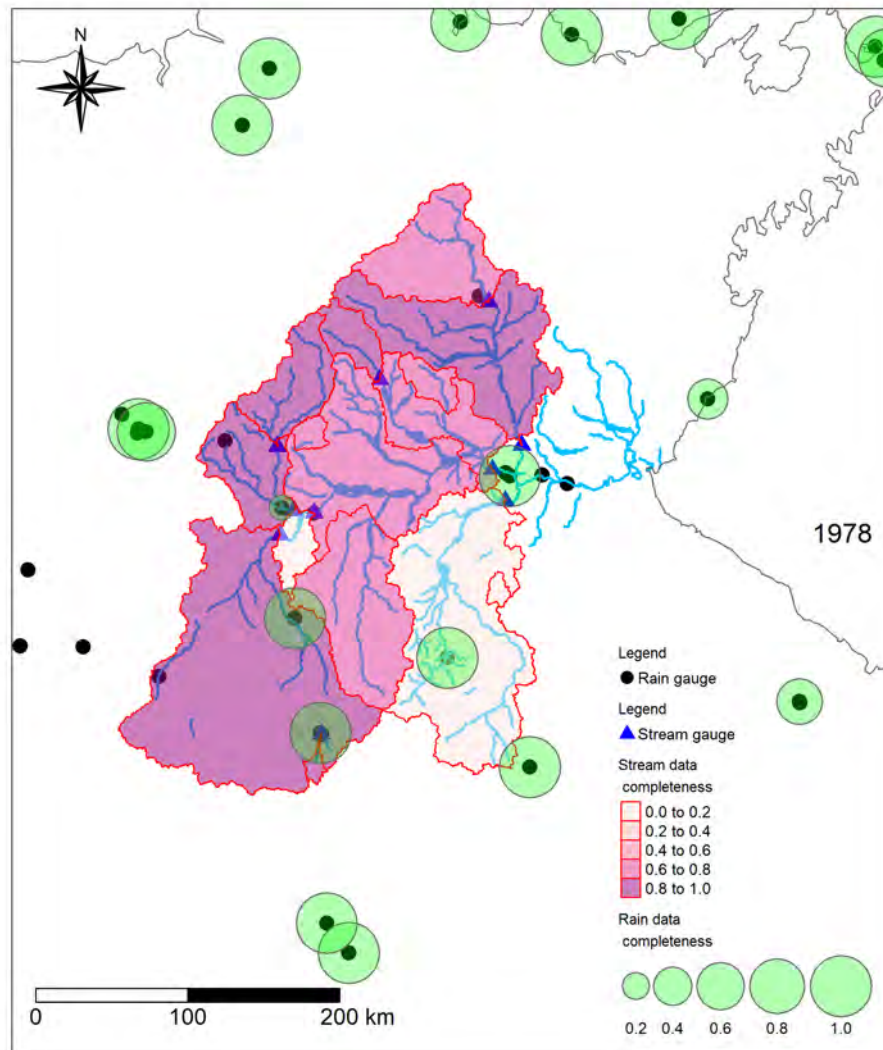 N
1978
Legend
Rain gauge
Legend
Stream gauge
Stream data
completeness
0.0 to 0.2
0.2 to 0.4
0.4 to 0.6
0.6 to 0.8
0.8 to 1.0
Rain data
completeness
0.2 0.4 0.6 0.8 1.0
0 100 200 km